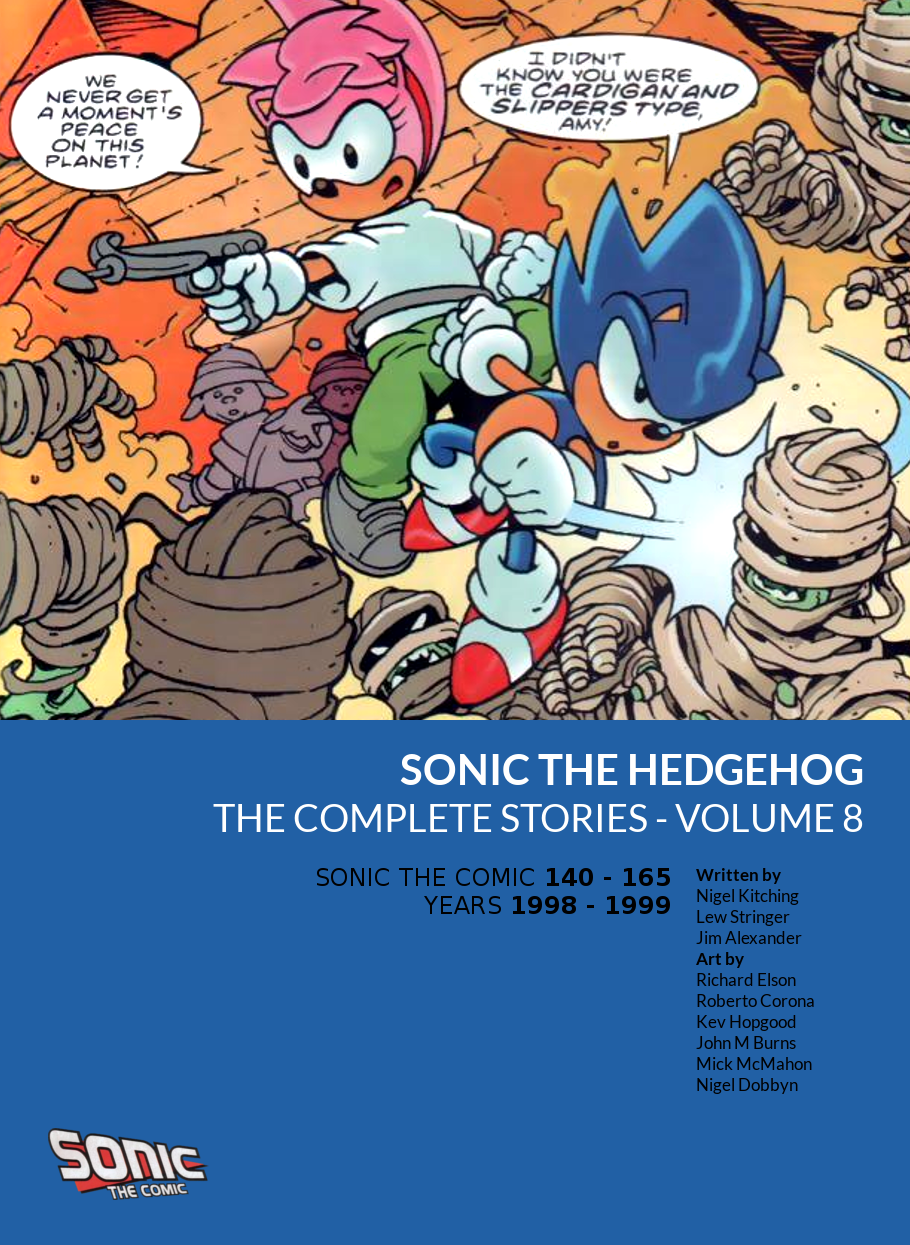 WE
NEVER GET
A MOMENT'S
PEACE
ON THIS
PLANET!
I DIDN'T
KNOW YOU WERE
THE CARDIGAN AND
SLIPPERS TYPE,
AMY!
SONIC THE HEDGEHOG
THE COMPLETE STORIES - VOLUME 8
SONIC THE COMIC 140 - 165
YEARS 1998 - 1999
Written by
Nigel Kitching
Lew Stringer
Jim Alexander
Art by
Richard Elson
Roberto Corona
Kev Hopgood
John M Burns
Mick McMahon
Nigel Dobbyn
SONIC
THE COMIC